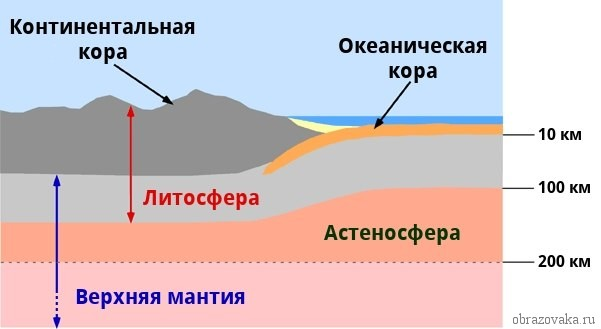 Континентальная
кора
Океаническая
кора
10 км
100 км
Литосфера
Астеносфера
200 км
Верхняя мантия
obrazovaka.ru